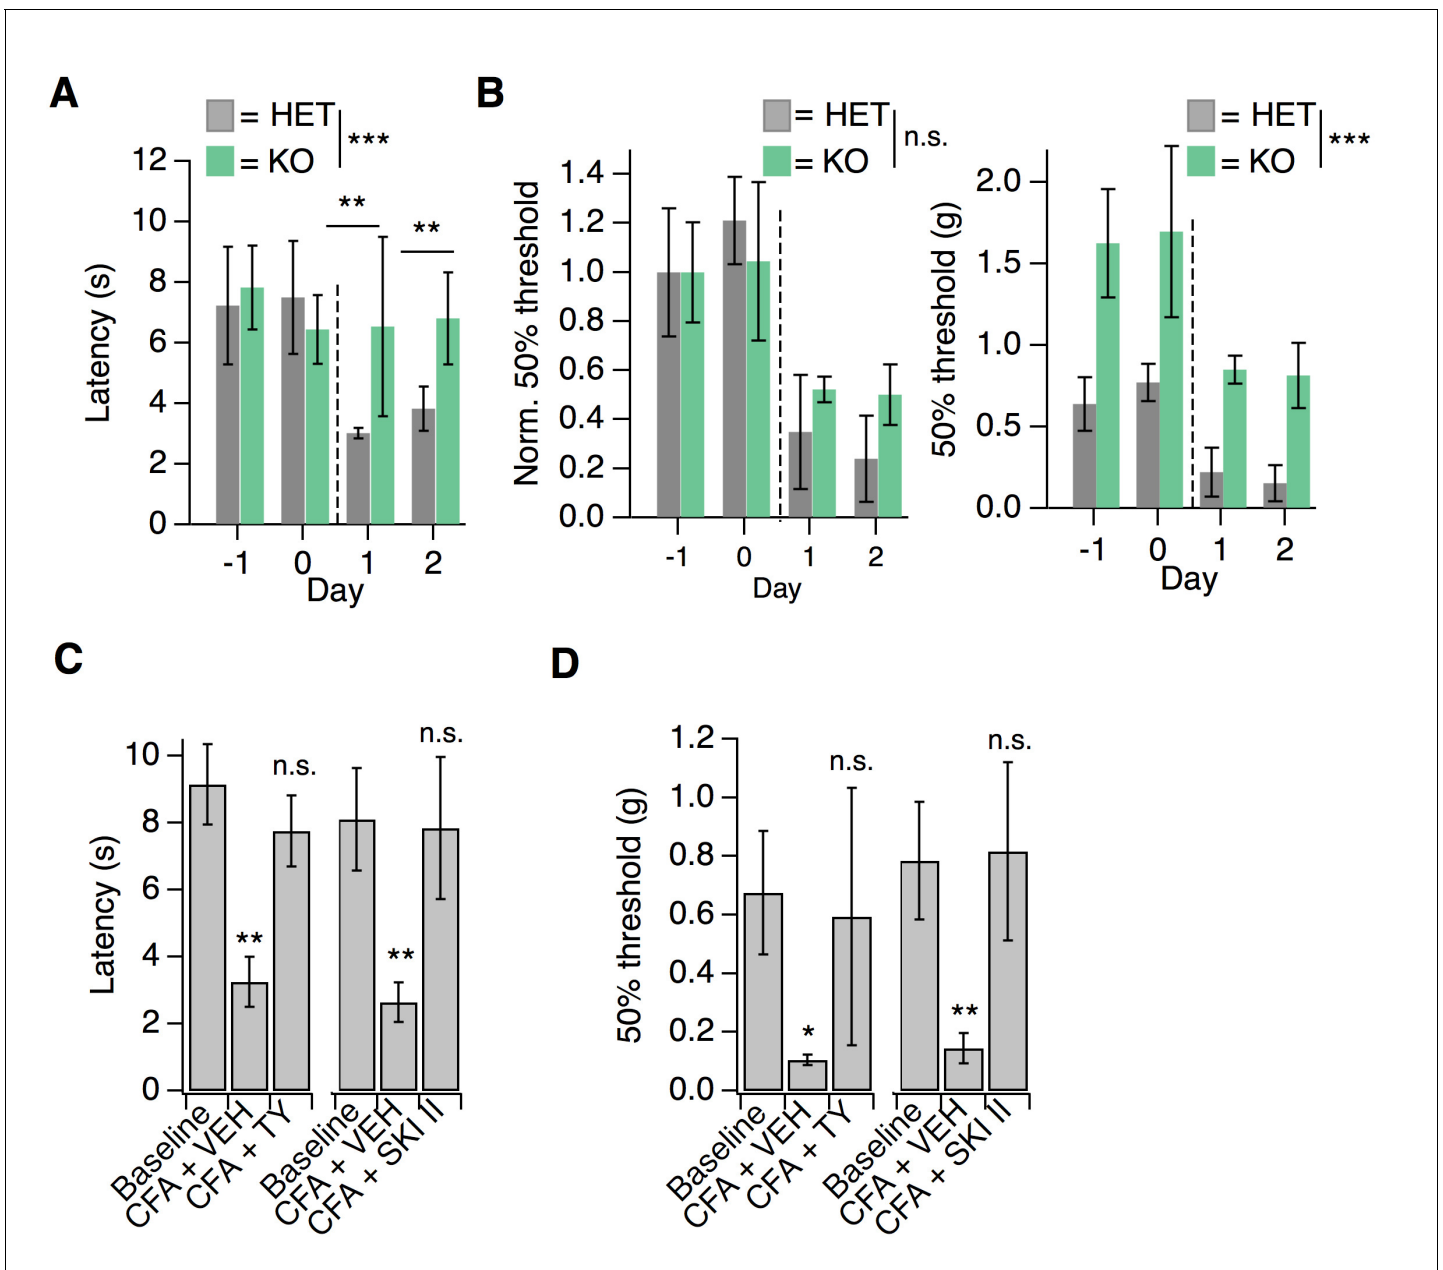 A
= HET
= KO
***
12
10
8
6
4
2
0
Latency (s)
**
**
-1
0
1
2
Day
B
= HET
= KO
n.s.
1.4
1.2
1.0
0.8
0.6
0.4
0.2
0.0
Norm. 50% threshold
-1
0
1
2
Day
= HET
= KO
***
2.0
1.5
1.0
0.5
0.0
50% threshold (g)
-1
0
1
2
Day
C
10
8
6
4
2
0
Latency (s)
**
n.s.
**
n.s.
Baseline
CFA + VEH
CFA + TY
Baseline
CFA + VEH
CFA + SKI II
D
1.2
1.0
0.8
0.6
0.4
0.2
0.0
50% threshold (g)
*
n.s.
**
n.s.
Baseline
CFA + VEH
CFA + TY
Baseline
CFA + VEH
CFA + SKI II